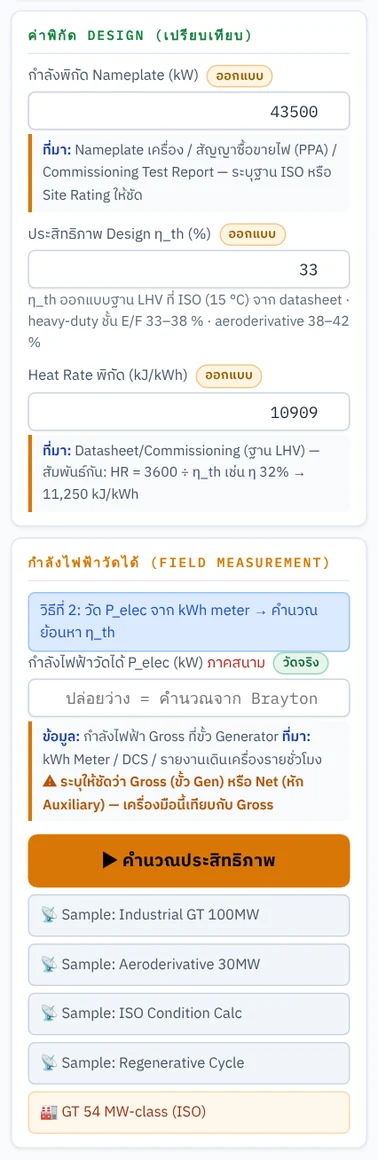 ค่าพิกัด DESIGN (เปรียบเทียบ)
กำลังพิกัด Nameplate (kW) ออกแบบ
43500
ที่มา: Nameplate เครื่อง / สัญญาซื้อขายไฟ (PPA) /
Commissioning Test Report — ระบุฐาน ISO หรือ
Site Rating ให้ชัด
ประสิทธิภาพ Design η_th (%) ออกแบบ
33
η_th ออกแบบฐาน LHV ที่ ISO (15 °C) จาก datasheet ·
heavy-duty ชั้น E/F 33–38 % · aeroderivative 38–42
%
Heat Rate พิกัด (kJ/kWh) ออกแบบ
10909
ที่มา: Datasheet/Commissioning (ฐาน LHV) —
สัมพันธ์กัน: HR = 3600 ÷ η_th เช่น η 32% →
11,250 kJ/kWh
กำลังไฟฟ้าวัดได้ (FIELD MEASUREMENT)
วิธีที่ 2: วัด P_elec จาก kWh meter → คำนวณ
ย้อนหา η_th
กำลังไฟฟ้าวัดได้ P_elec (kW) ภาคสนาม วัดจริง
ปล่อยว่าง = คำนวณจาก Brayton
ข้อมูล: กำลังไฟฟ้า Gross ที่ขั้ว Generator ที่มา:
kWh Meter / DCS / รายงานเดินเครื่องรายชั่วโมง
⚠ ระบุให้ชัดว่า Gross (ขั้ว Gen) หรือ Net (หัก
Auxiliary) — เครื่องมือนี้เทียบกับ Gross
▶ คำนวณประสิทธิภาพ
📡 Sample: Industrial GT 100MW
📡 Sample: Aeroderivative 30MW
📡 Sample: ISO Condition Calc
📡 Sample: Regenerative Cycle
🏭 GT 54 MW-class (ISO)